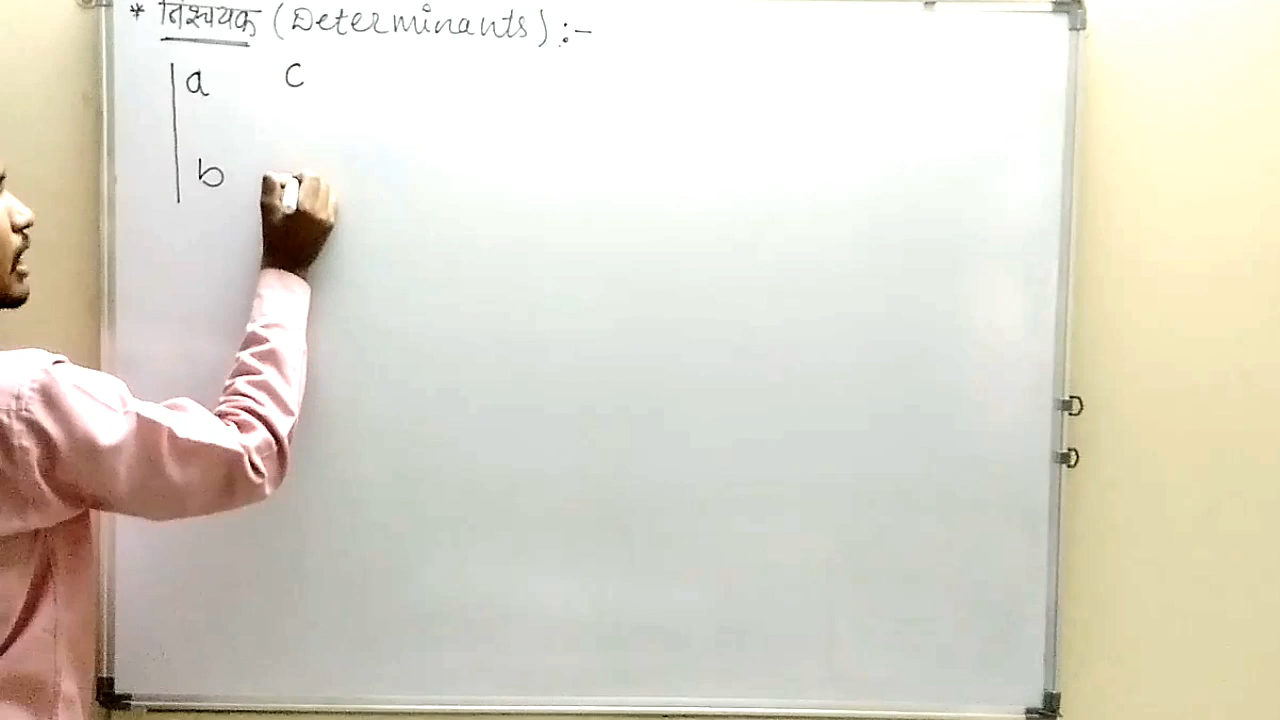 * निश्चयक (Determinants) :-
| a c
| b